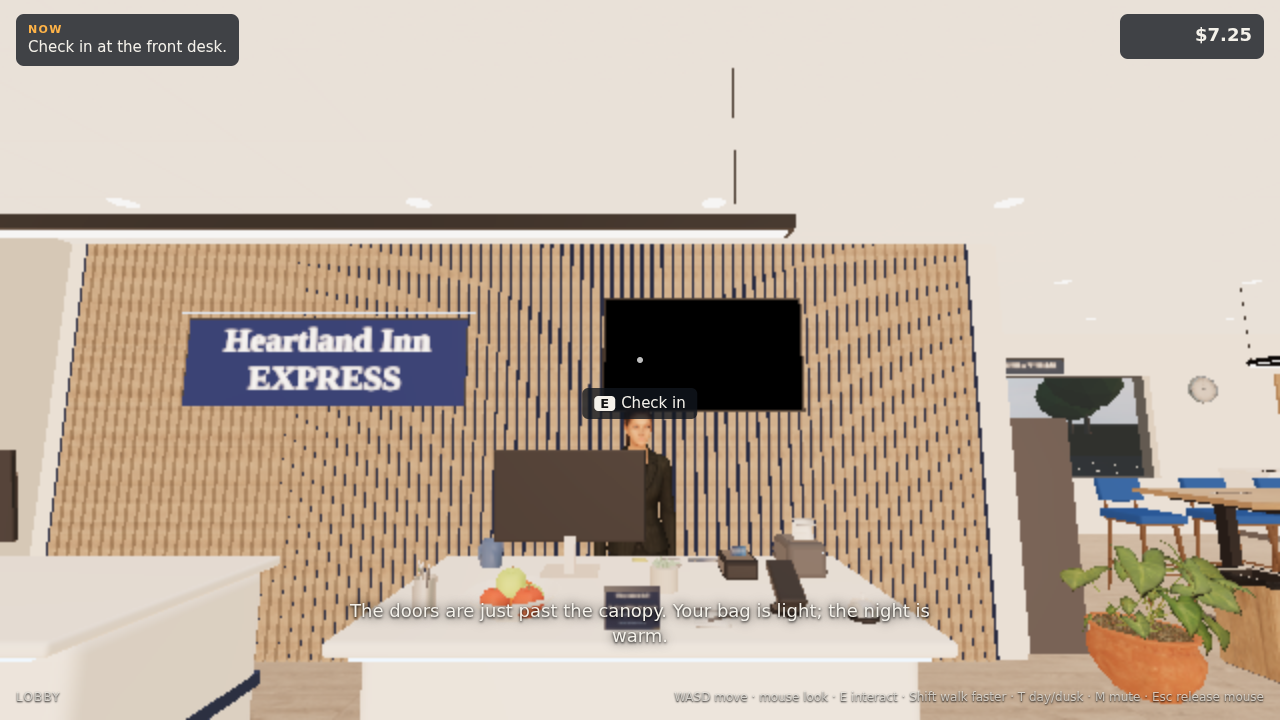 NOW
Check in at the front desk.
$7.25
Heartland Inn
EXPRESS
E Check in
The doors are just past the canopy. Your bag is light; the night is
warm.
LOBBY
WASD move · mouse look · E interact · Shift walk faster · T day/dusk · M mute · Esc release mouse